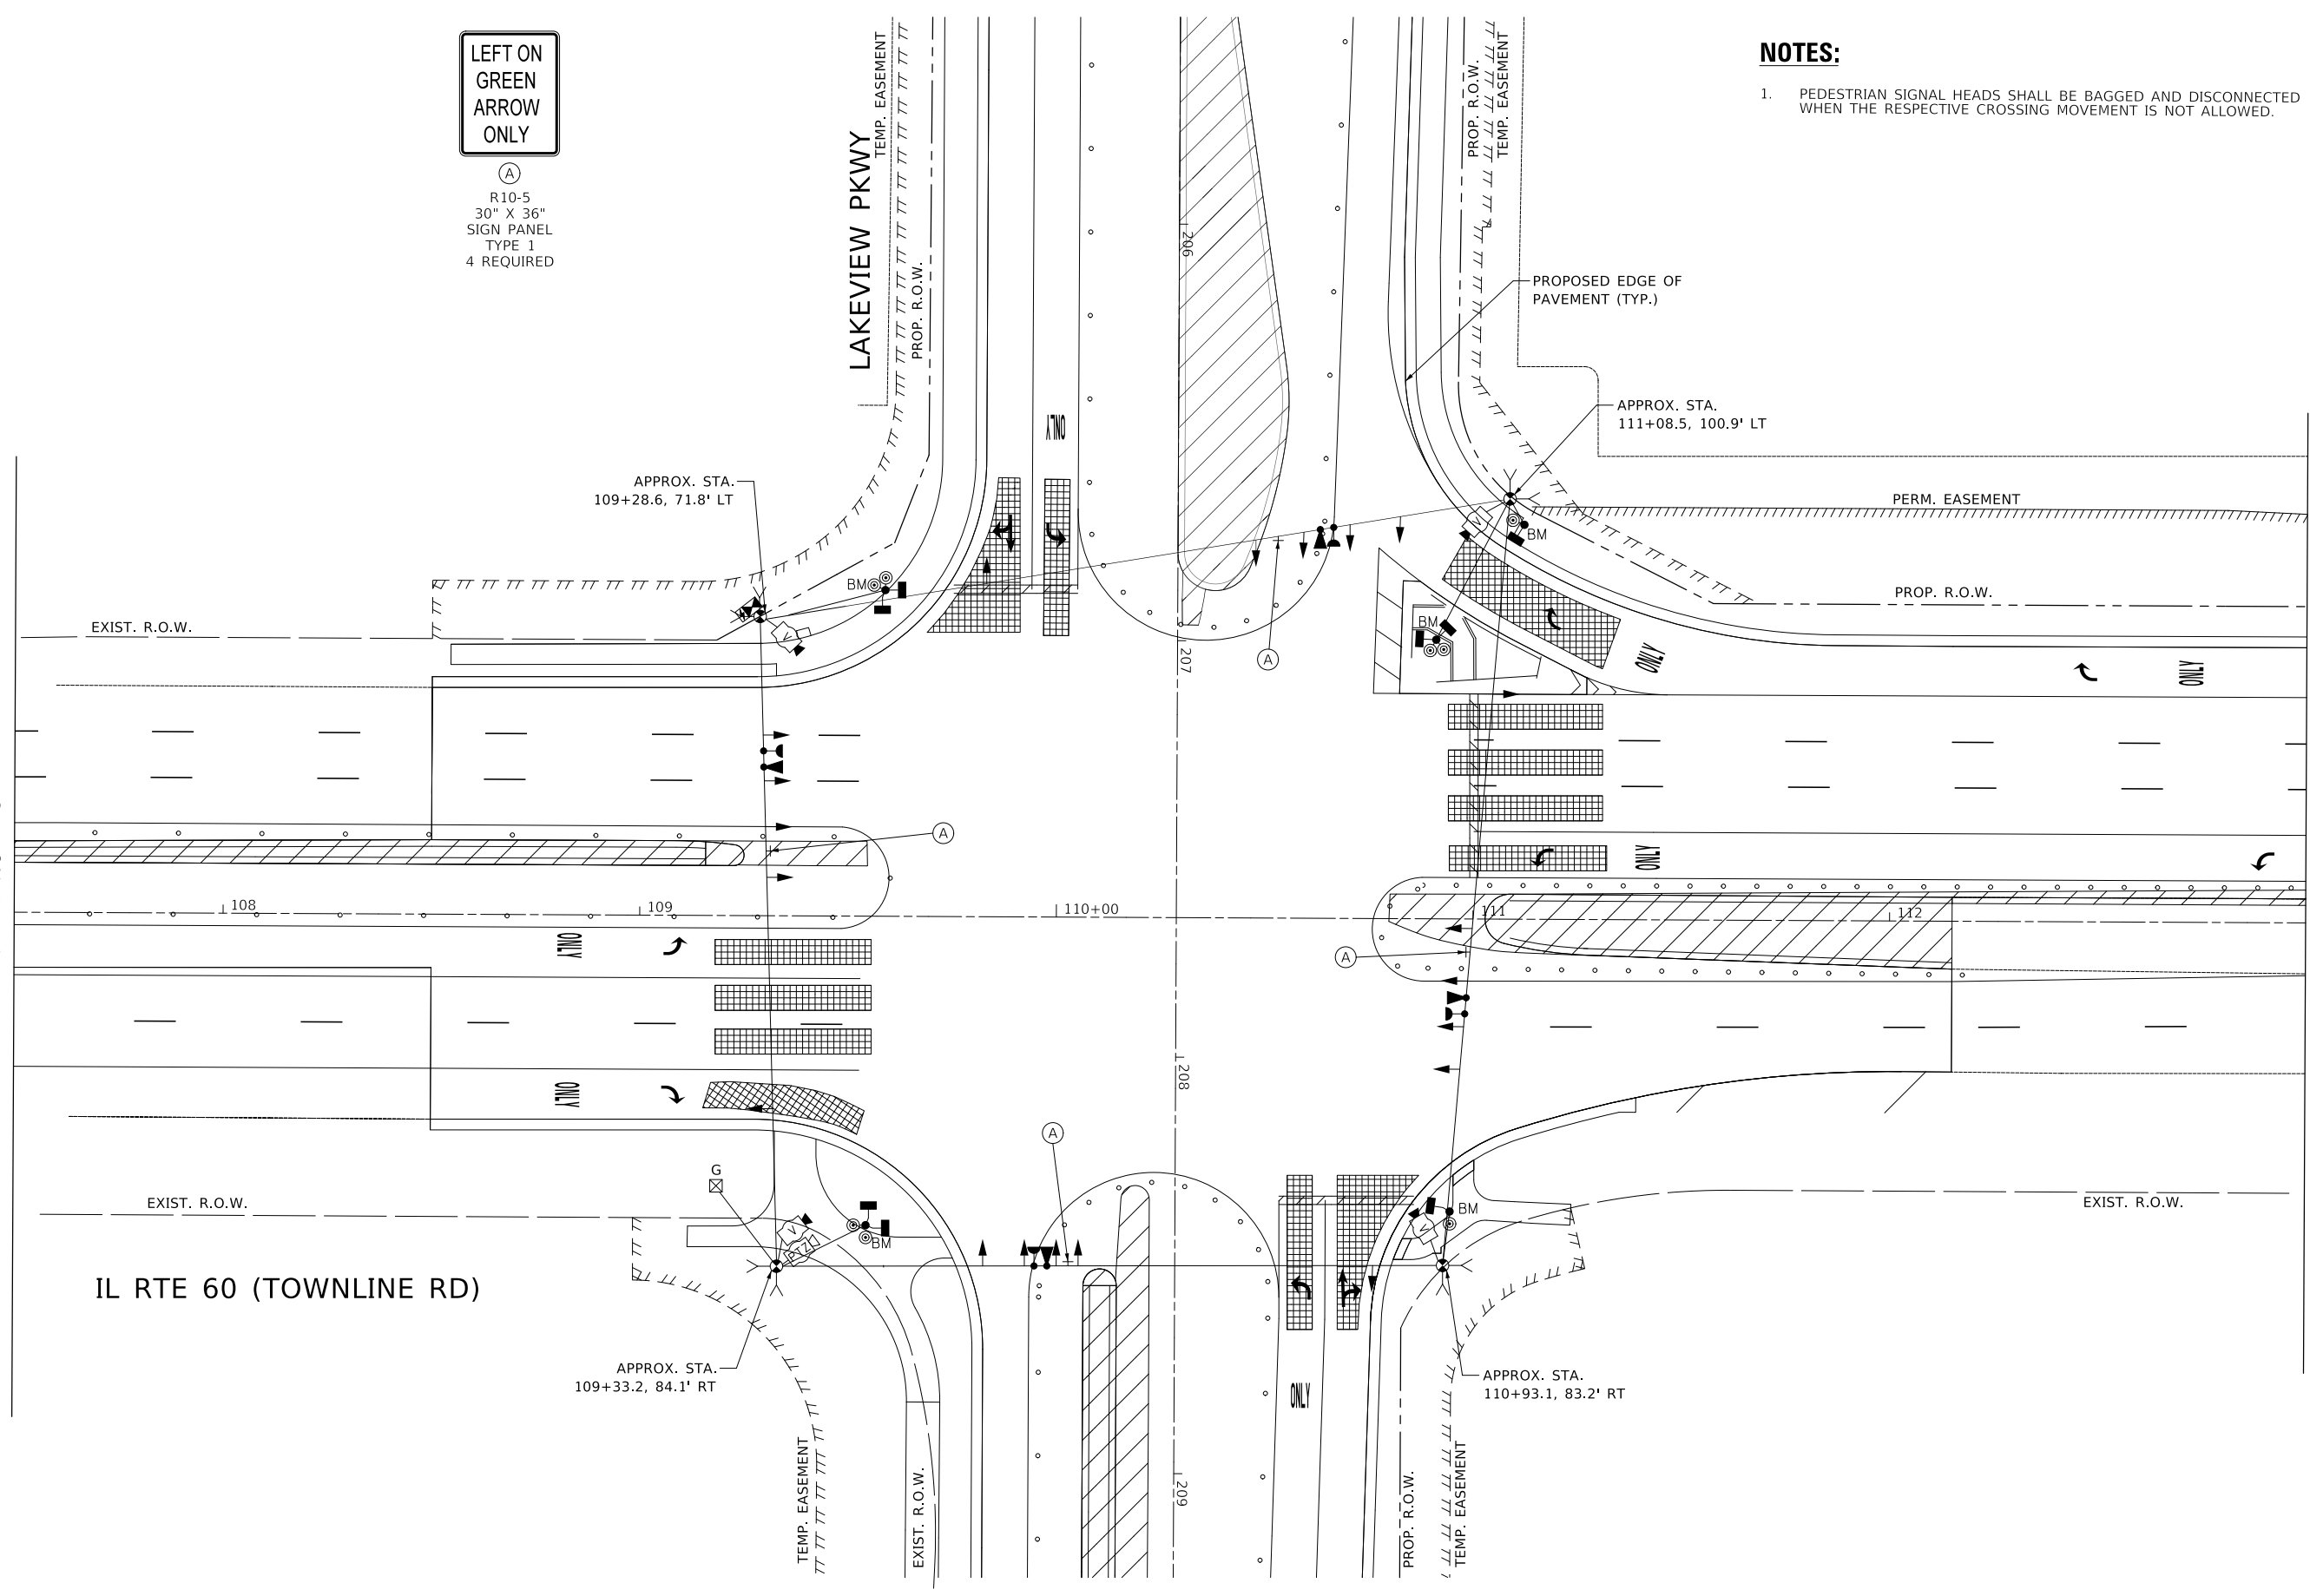 LEFT ON
GREEN
ARROW
ONLY
A
R10-5
30" X 36"
SIGN PANEL
TYPE 1
4 REQUIRED
NOTES:
1. PEDESTRIAN SIGNAL HEADS SHALL BE BAGGED AND DISCONNECTED
WHEN THE RESPECTIVE CROSSING MOVEMENT IS NOT ALLOWED.
LAKEVIEW PKWY
TEMP. EASEMENT
PROP. R.O.W.
PROP. R.O.W.
TEMP. EASEMENT
206
PROPOSED EDGE OF
PAVEMENT (TYP.)
APPROX. STA.
111+08.5, 100.9' LT
ONLY
APPROX. STA.
109+28.6, 71.8' LT
PERM. EASEMENT
V
BM
BM
PROP. R.O.W.
EXIST. R.O.W.
V
BM
207
A
ONLY
ONLY
A
ONLY
108
109
110+00
111
112
ONLY
A
208
ONLY
A
G
EXIST. R.O.W.
V
PTZ
BM
V
BM
EXIST. R.O.W.
IL RTE 60 (TOWNLINE RD)
APPROX. STA.
109+33.2, 84.1' RT
ONLY
APPROX. STA.
110+93.1, 83.2' RT
TEMP. EASEMENT
EXIST. R.O.W.
209
PROP. R.O.W.
TEMP. EASEMENT